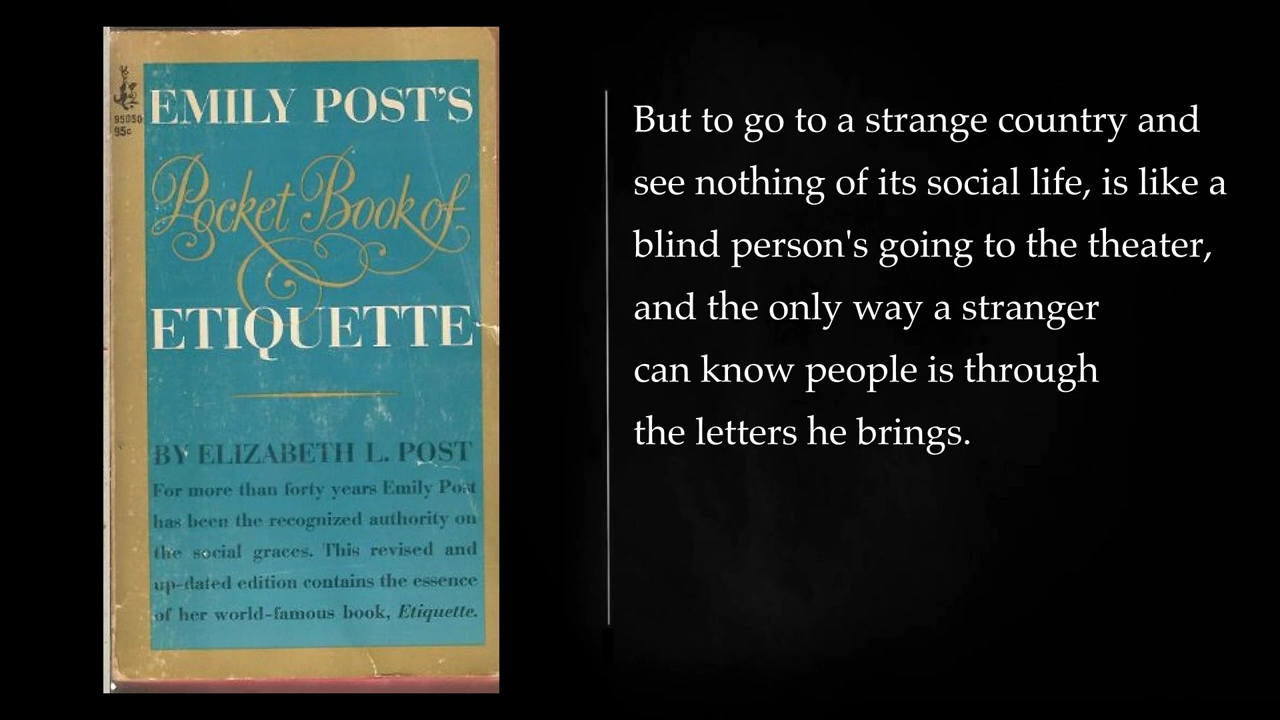 95050
95c
EMILY POST'S
Pocket Book of
ETIQUETTE
BY ELIZABETH L. POST
For more than forty years Emily Post
has been the recognized authority on
the social graces. This revised and
up-dated edition contains the essence
of her world-famous book, Etiquette.
But to go to a strange country and
see nothing of its social life, is like a
blind person's going to the theater,
and the only way a stranger
can know people is through
the letters he brings.